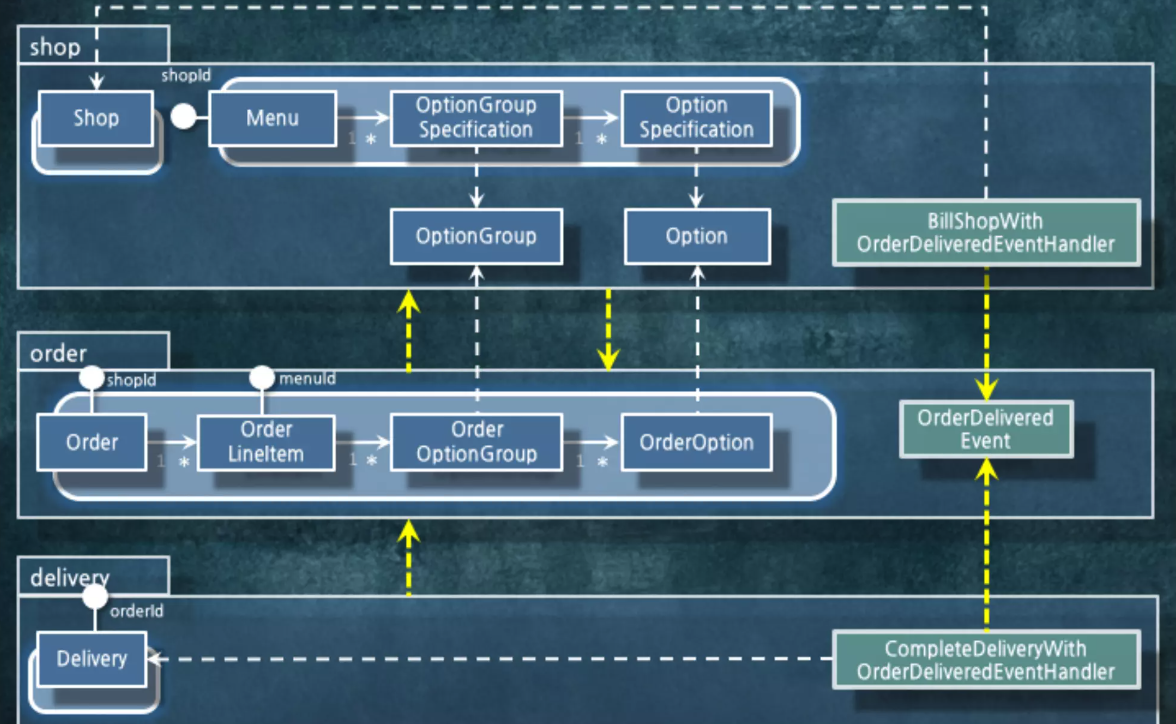 shop
shopId
Shop
Menu
OptionGroup
Specification
Option
Specification
1 *
1 *
OptionGroup
Option
BillShopWith
OrderDeliveredEventHandler
order
shopId
menuId
Order
Order
LineItem
Order
OptionGroup
OrderOption
1 *
1 *
1 *
OrderDelivered
Event
delivery
orderId
Delivery
CompleteDeliveryWith
OrderDeliveredEventHandler